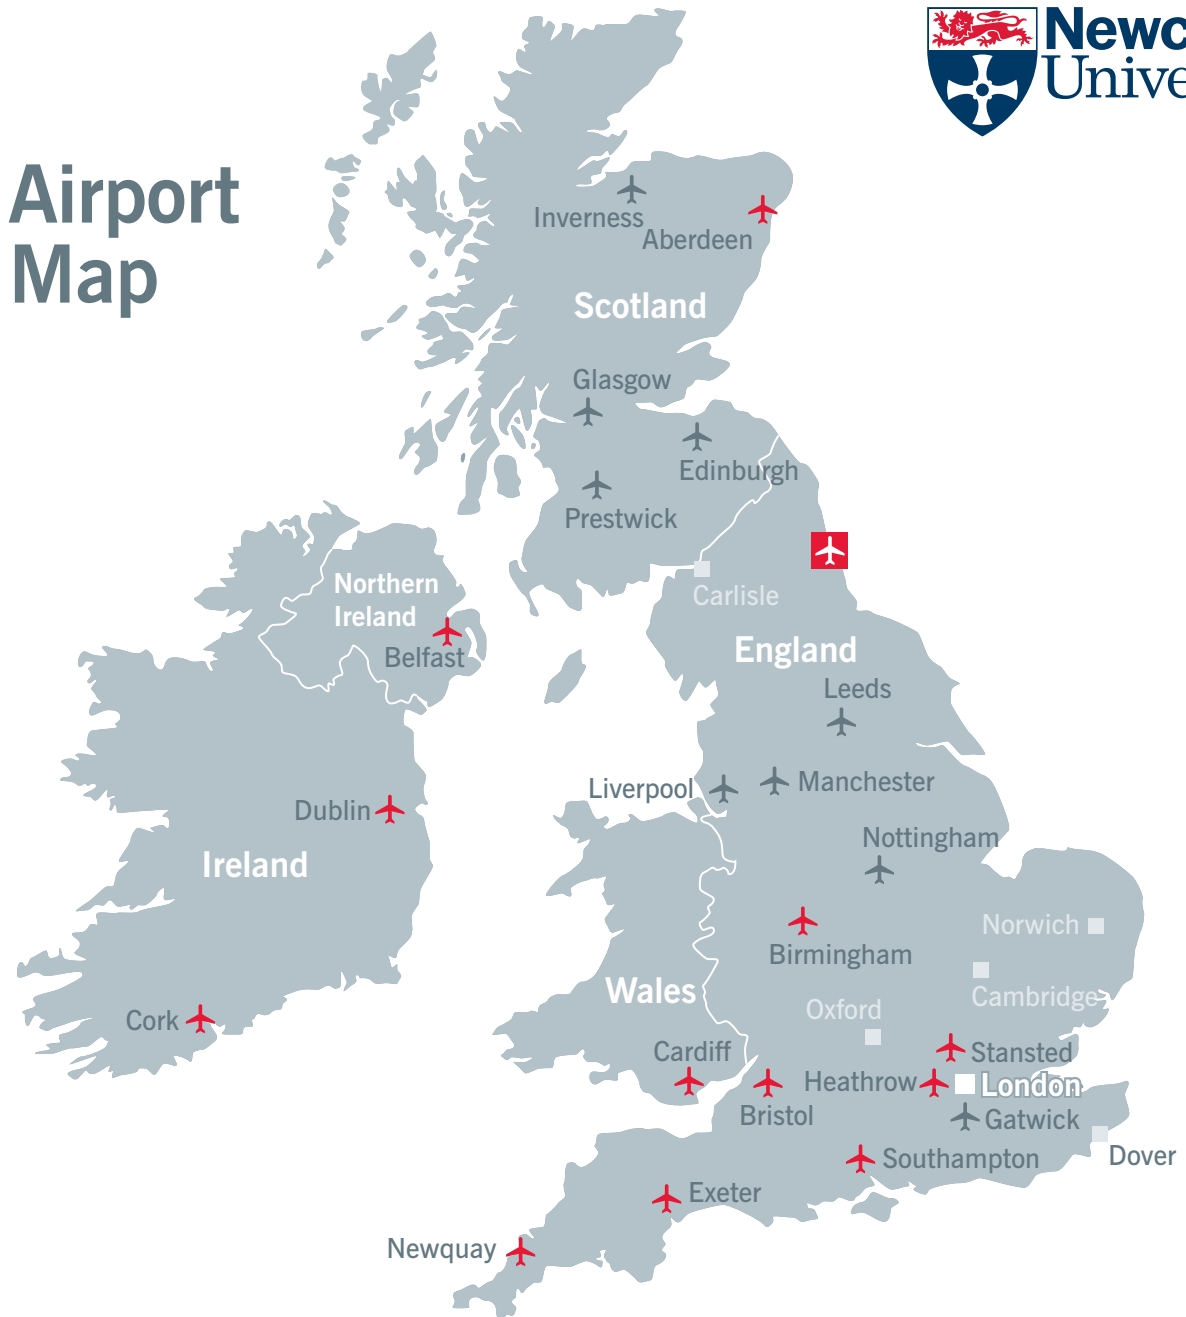 Newc
Unive
Airport
Map
Inverness
Aberdeen
Scotland
Glasgow
Edinburgh
Prestwick
Northern
Ireland
Belfast
Carlisle
England
Leeds
Liverpool
Manchester
Dublin
Nottingham
Ireland
Norwich
Birmingham
Wales
Cambridge
Oxford
Cork
Cardiff
Stansted
Heathrow
London
Bristol
Gatwick
Dover
Southampton
Exeter
Newquay